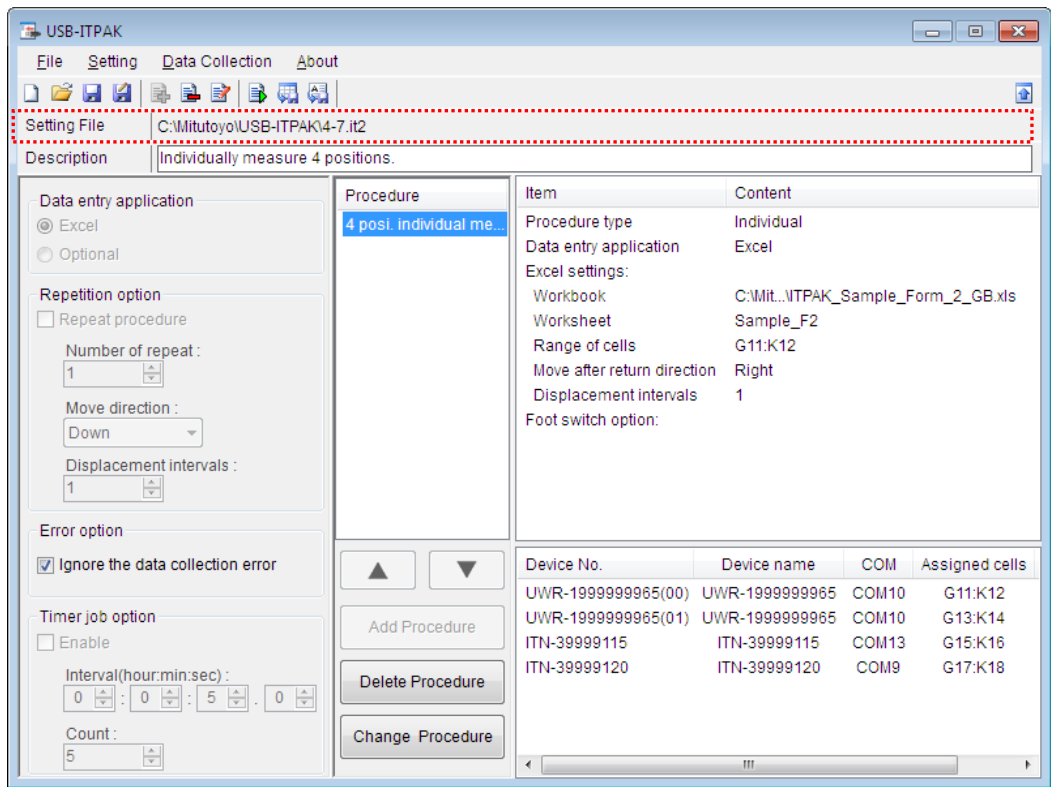 USB-ITPAK
File Setting Data Collection About
Setting File C:\Mitutoyo\USB-ITPAK\4-7.it2
Description Individually measure 4 positions.
Data entry application
Excel
Optional
Repetition option
Repeat procedure
Number of repeat :
1
Move direction :
Down
Displacement intervals :
1
Error option
Ignore the data collection error
Timer job option
Enable
Interval(hour:min:sec) :
0 : 0 : 5 . 0
Count :
5
Procedure
4 posi. individual me...
Add Procedure
Delete Procedure
Change Procedure
Item Content
Procedure type Individual
Data entry application Excel
Excel settings:
Workbook C:\Mit...\ITPAK_Sample_Form_2_GB.xls
Worksheet Sample_F2
Range of cells G11:K12
Move after return direction Right
Displacement intervals 1
Foot switch option:
Device No. Device name COM Assigned cells
UWR-1999999965(00) UWR-1999999965 COM10 G11:K12
UWR-1999999965(01) UWR-1999999965 COM10 G13:K14
ITN-39999115 ITN-39999115 COM13 G15:K16
ITN-39999120 ITN-39999120 COM9 G17:K18